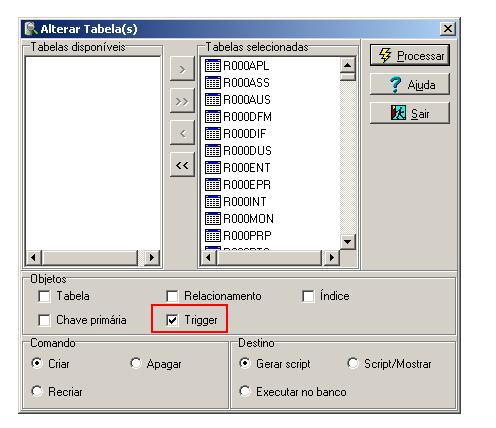 Alterar Tabela(s)
Tabelas disponíveis
Tabelas selecionadas
R000APL
R000ASS
R000AUS
R000DFM
R000DIF
R000DUS
R000ENT
R000EPR
R000INT
R000MON
R000PRP
>
>>
<
<<
Processar
Ajuda
Sair
Objetos
Tabela Relacionamento Índice
Chave primária Trigger
Comando
Criar Apagar
Recriar
Destino
Gerar script Script/Mostrar
Executar no banco